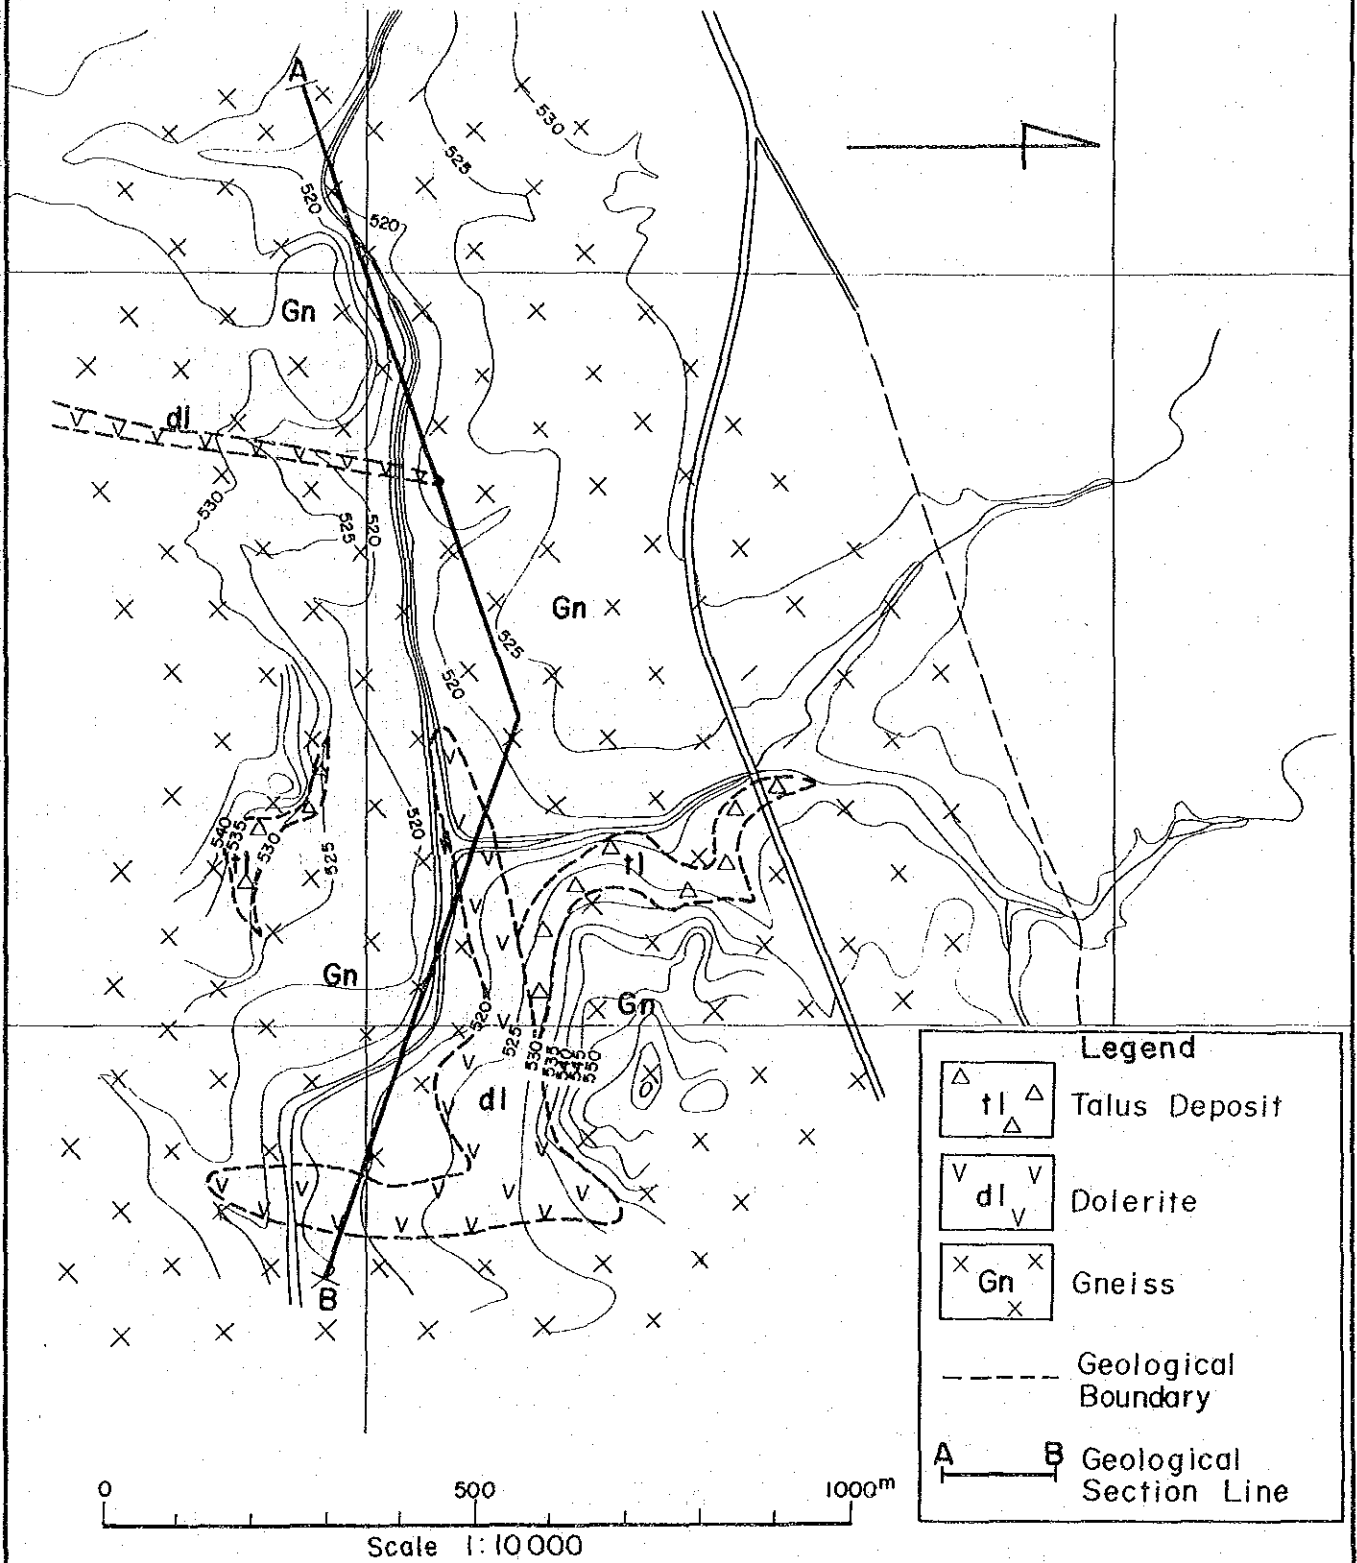 A
530
525
520
520
Gn
dl
530
525
520
Gn
525
520
540
535
530
520
525
tl
Gn
Gn
520
525
530
535
540
545
550
dl
B
Legend
tl Talus Deposit
dl Dolerite
Gn Gneiss
Geological
Boundary
A B Geological
Section Line
0 500 1000m
Scale 1:10000